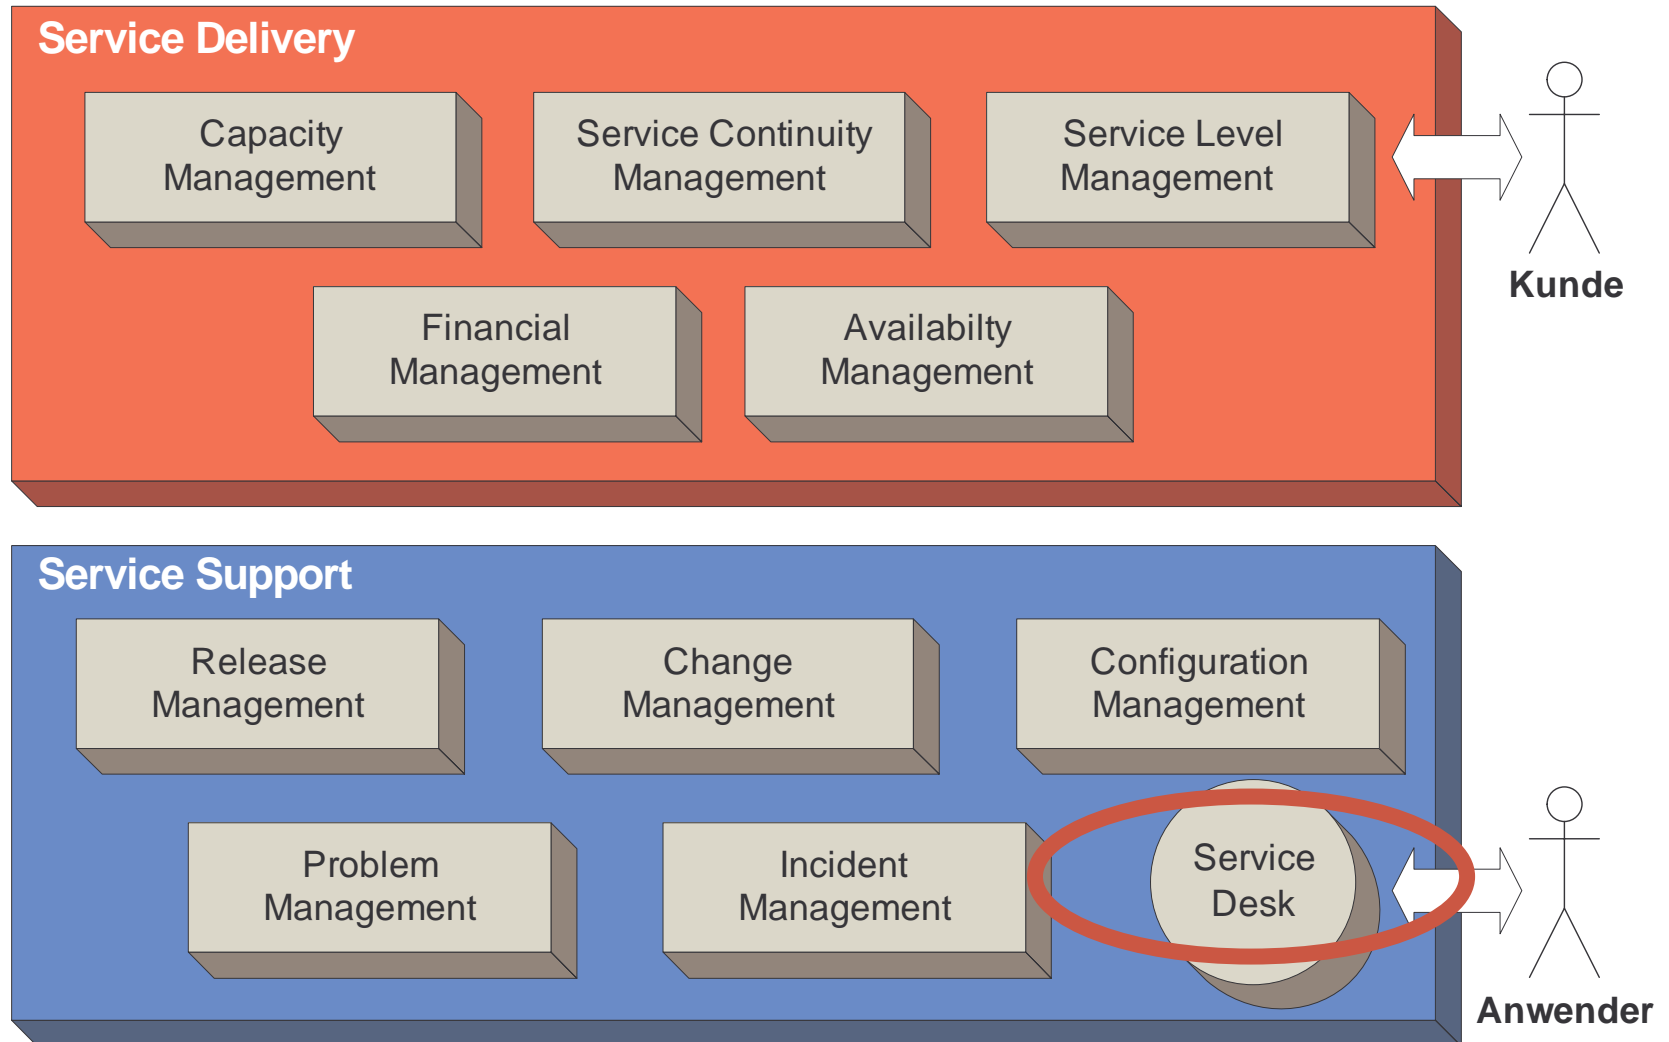 Service Delivery
Capacity
Management
Service Continuity
Management
Service Level
Management
Kunde
Financial
Management
Availabilty
Management
Service Support
Release
Management
Change
Management
Configuration
Management
Problem
Management
Incident
Management
Service
Desk
Anwender